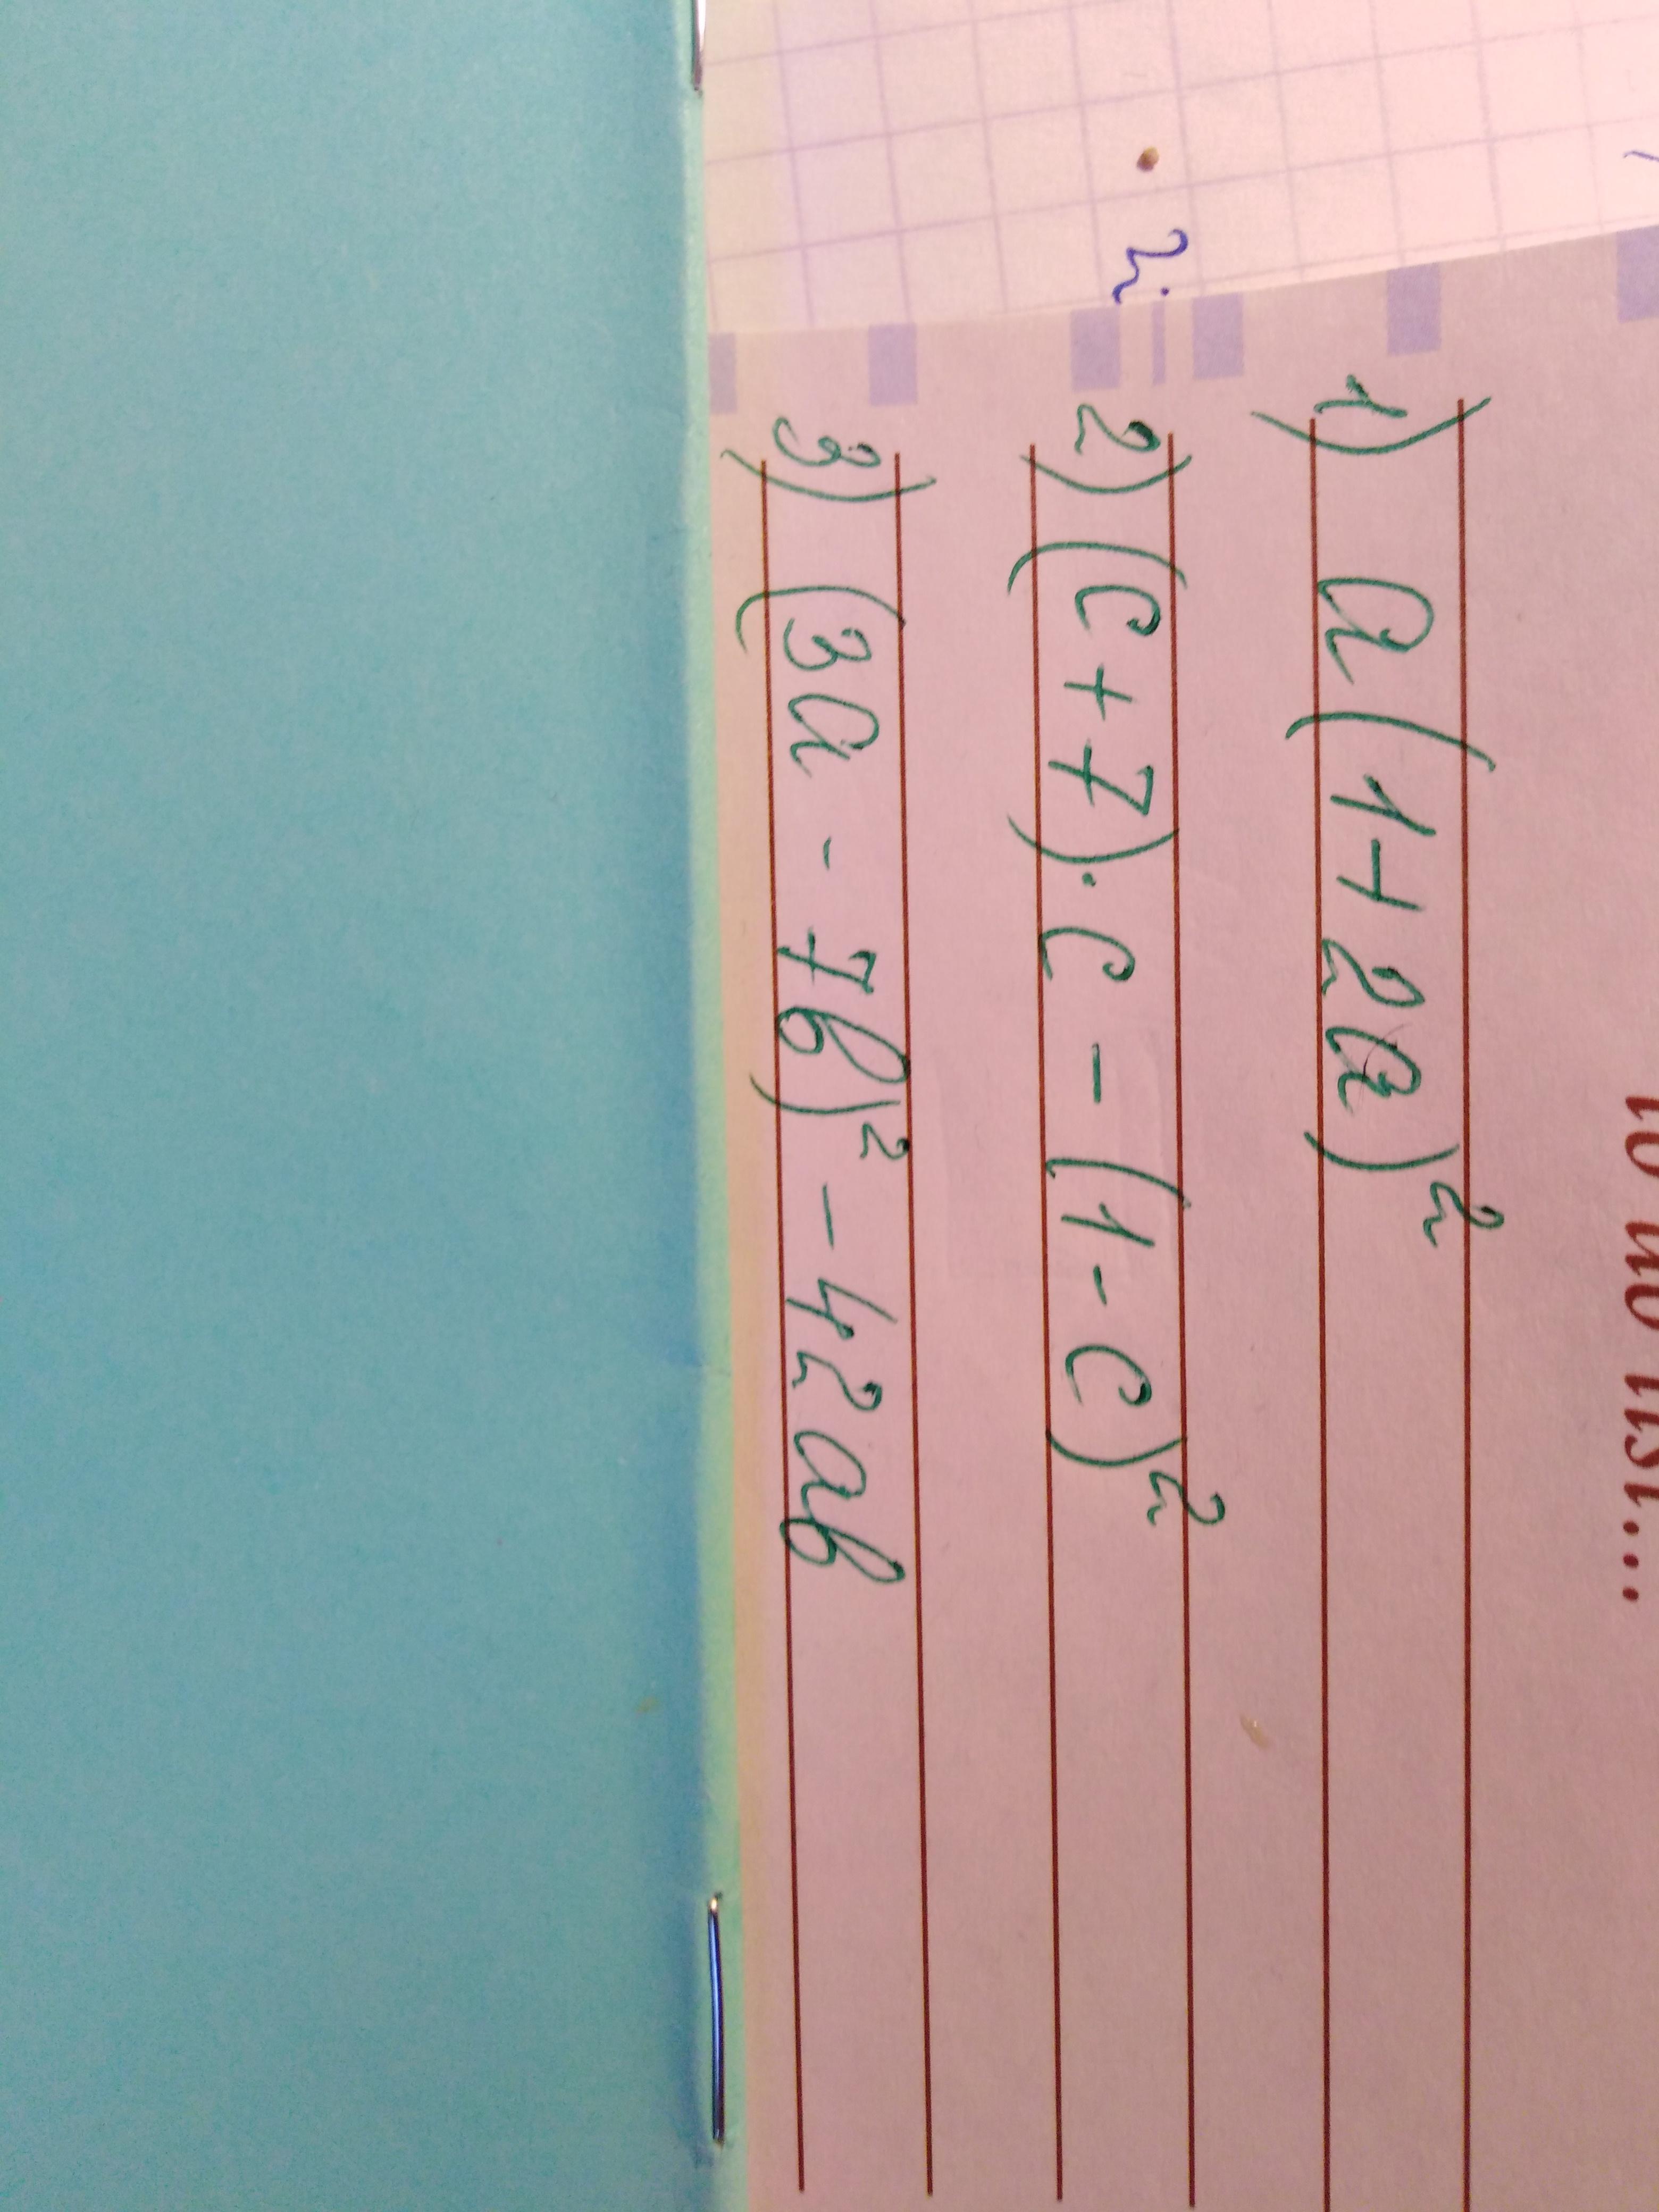 1) a(1+2a)²
2) (c+7)·c - (1-c)²
3) (3a - 7b)² - 42ab